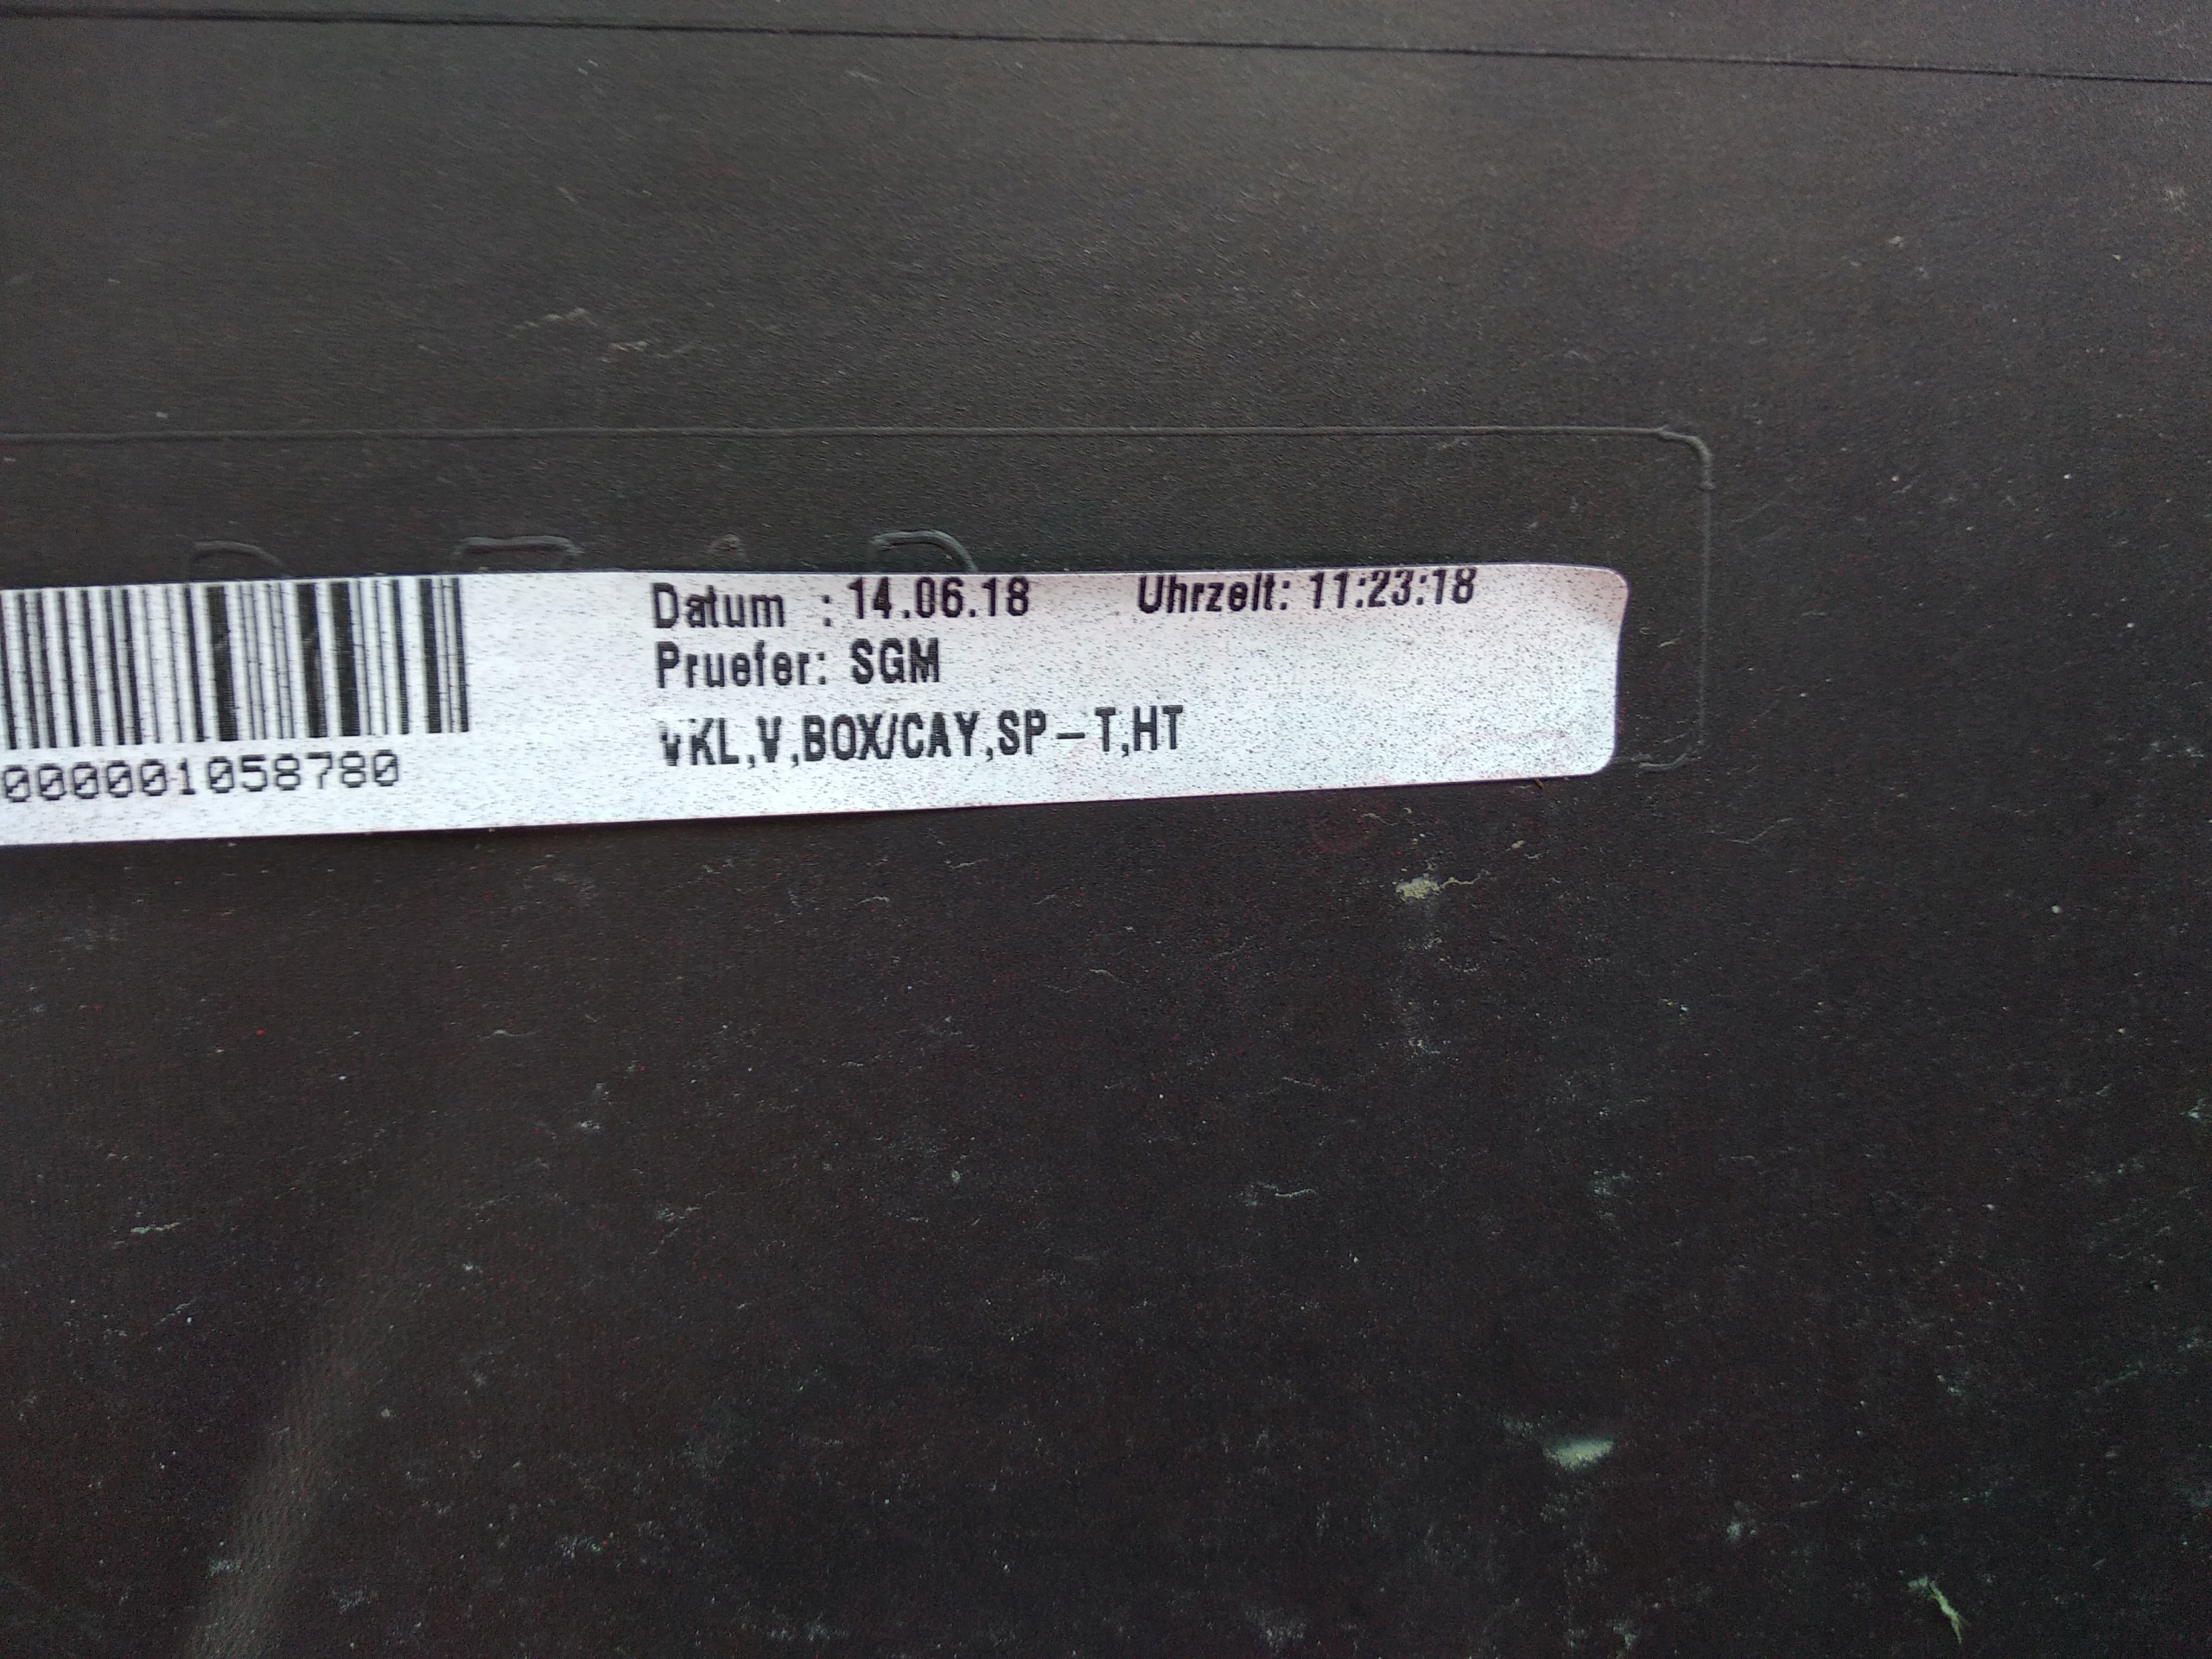 Datum : 14.06.18 Uhrzeit: 11:23:18
Pruefer: SGM
VKL,V,BOX/CAY,SP-T,HT
000001058780